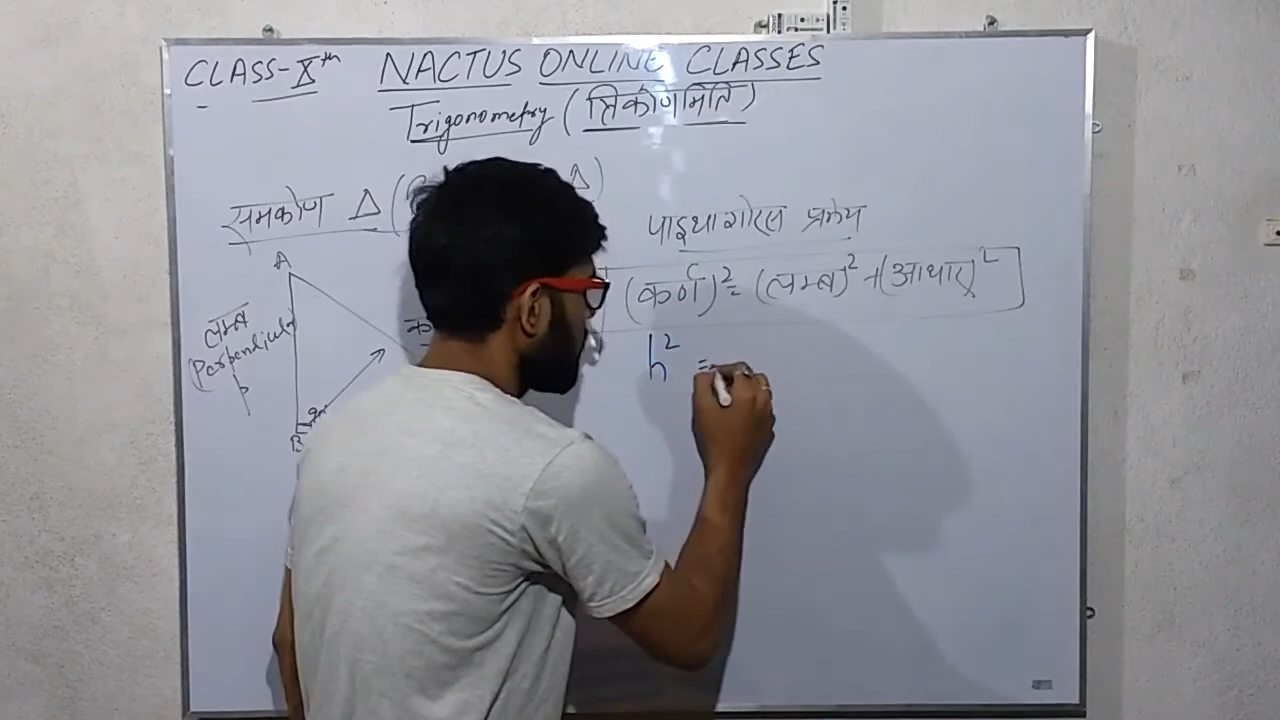 CLASS-Xth NACTUS ONLINE CLASSES
Trigonometry (त्रिकोणमिति)
समकोण Δ ( Δ)
पाइथागोरस प्रमेय
(कर्ण)² = (लम्ब)² + (आधार)²
A
लम्ब
Perpendicular
p
B
h² =